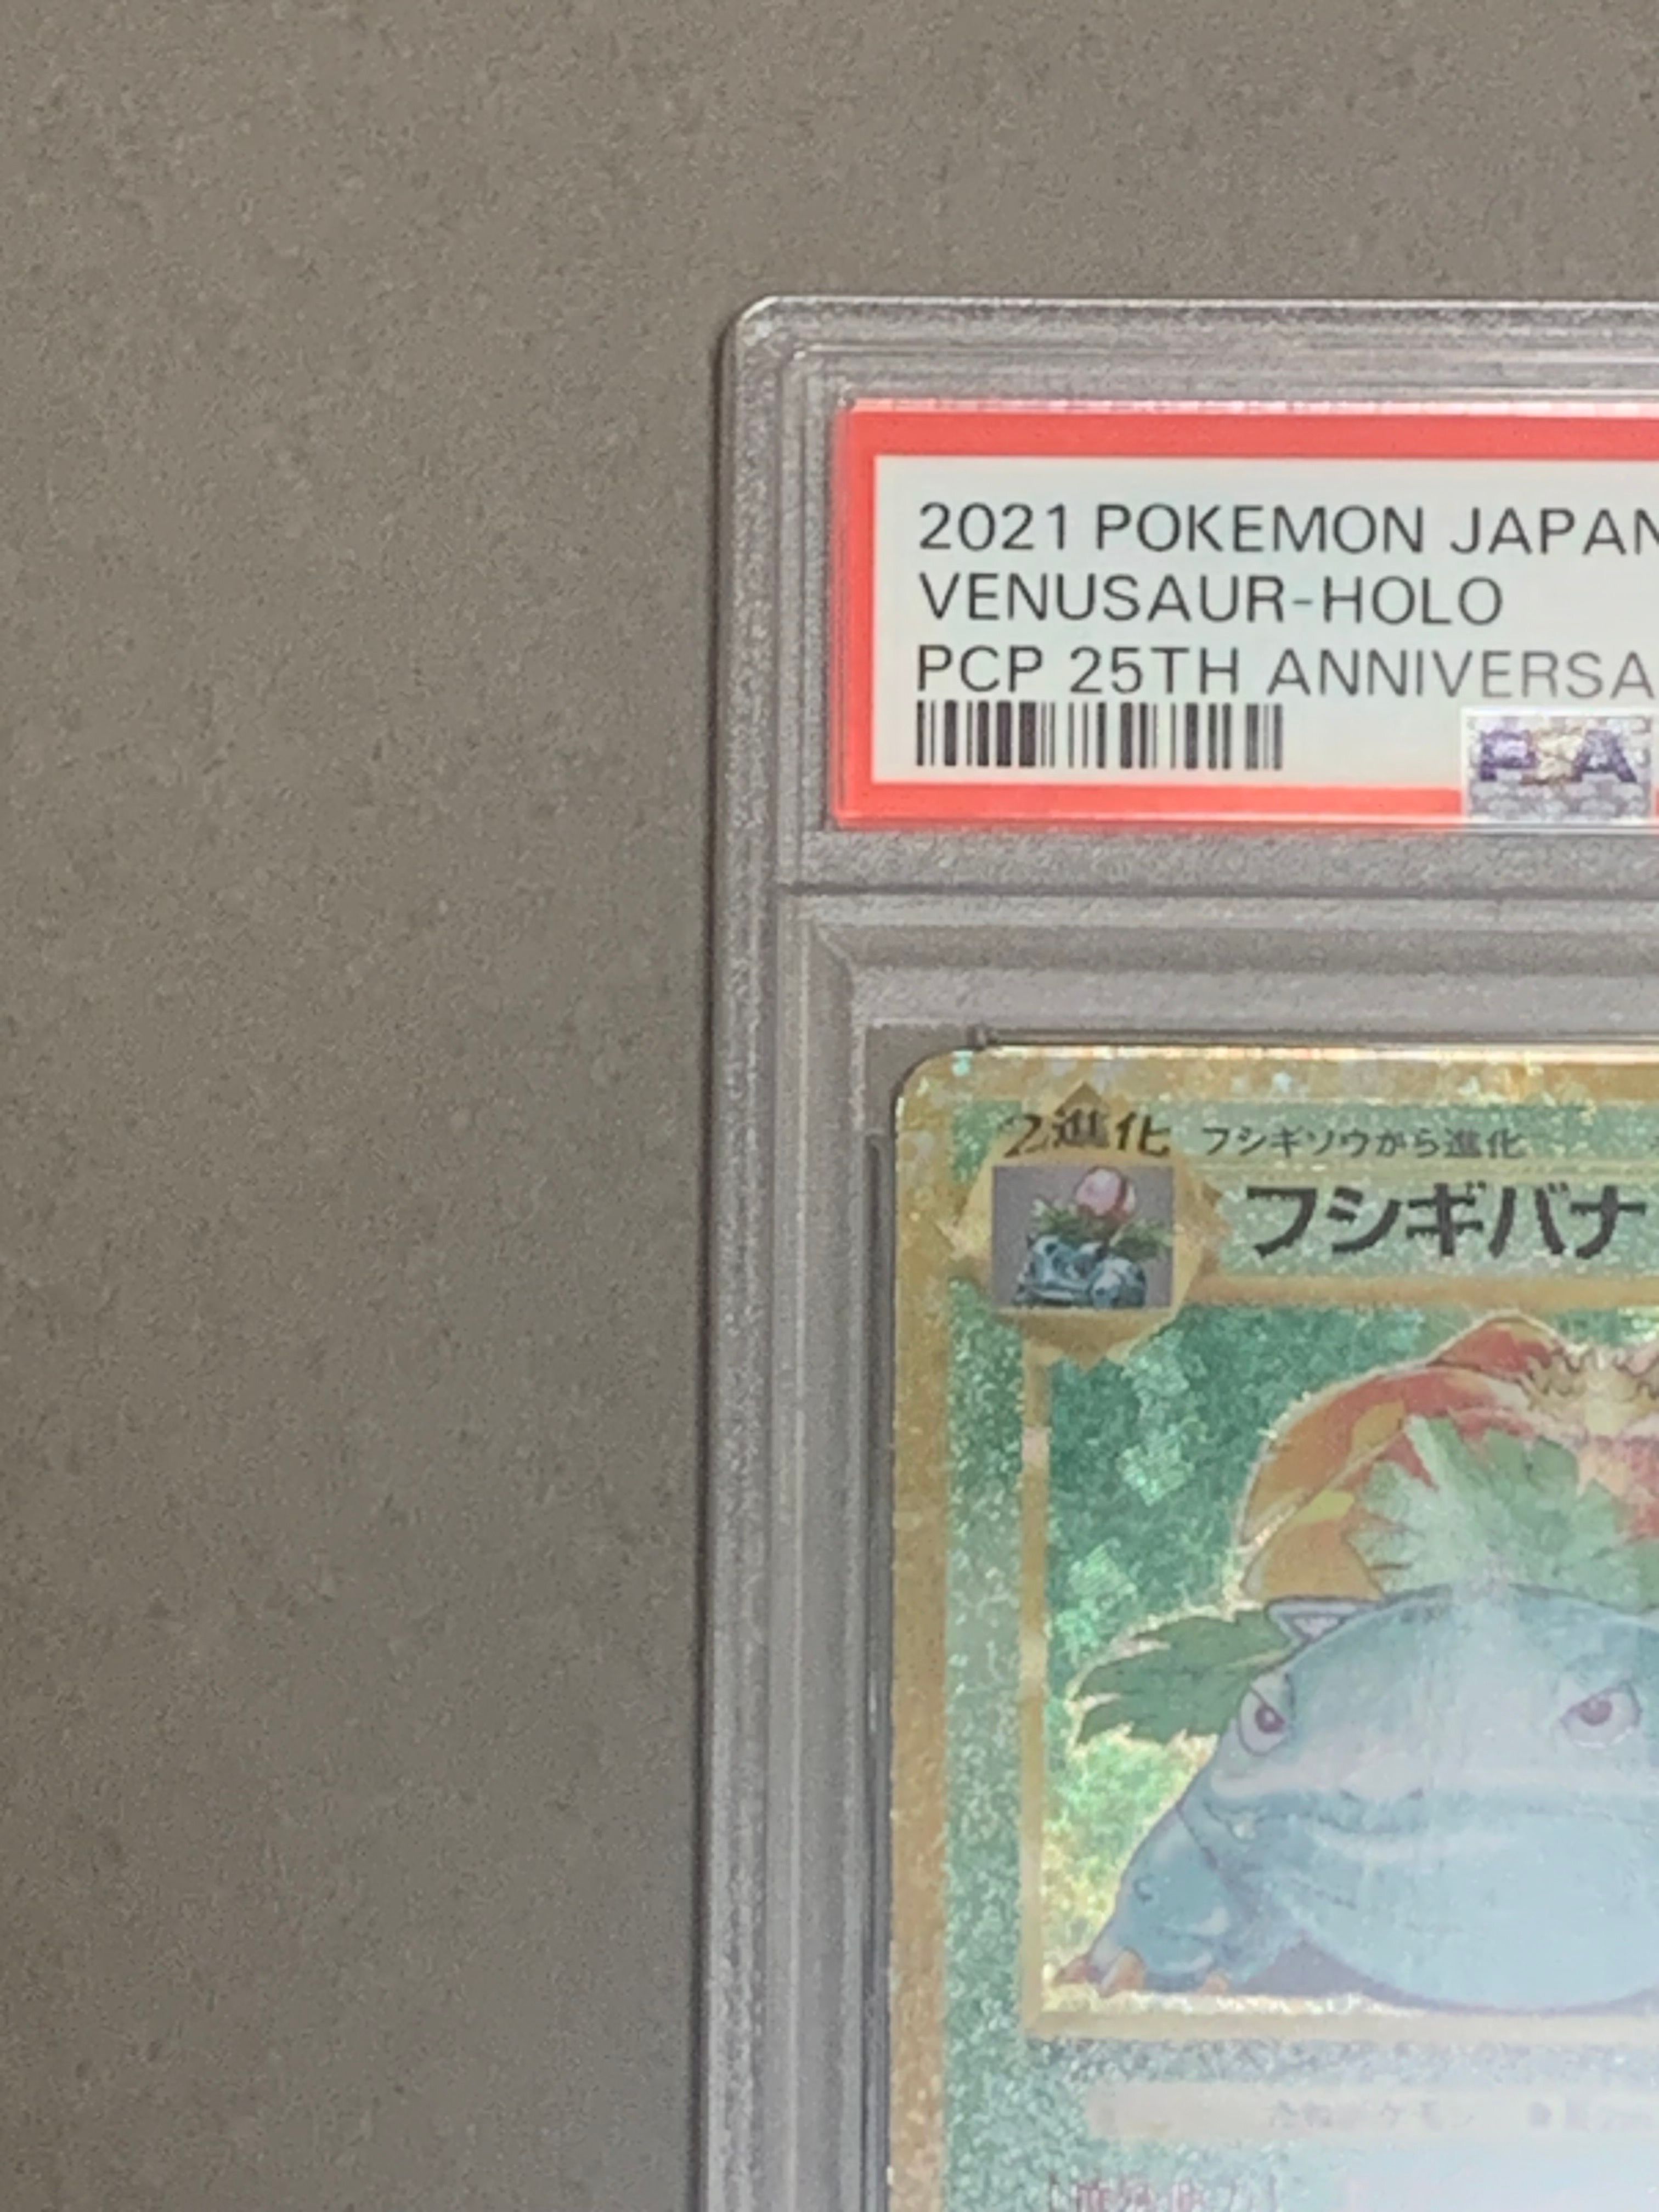 2021 POKEMON JAPAN
VENUSAUR-HOLO
PCP 25TH ANNIVERSA
PSA
2進化 フシギソウから進化
フシギバナ